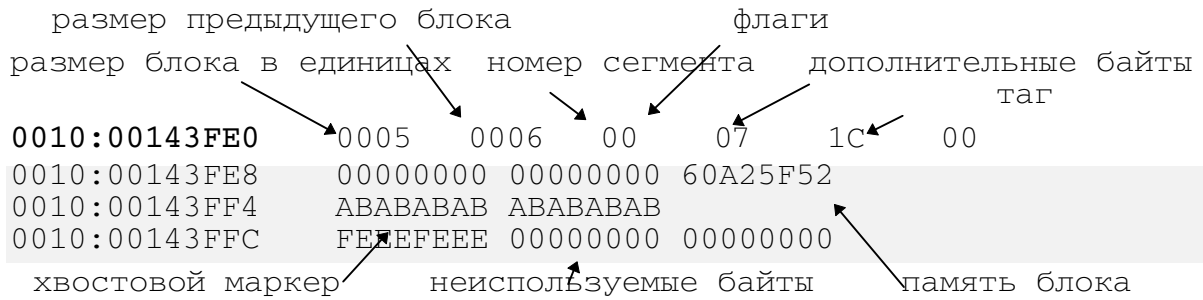 размер предыдущего блока флаги
размер блока в единицах номер сегмента дополнительные байты
таг
0010:00143FE0 0005 0006 00 07 1C 00
0010:00143FE8 00000000 00000000 60A25F52
0010:00143FF4 ABABABAB ABABABAB
0010:00143FFC FEEEFEEE 00000000 00000000
хвостовой маркер неиспользуемые байты память блока